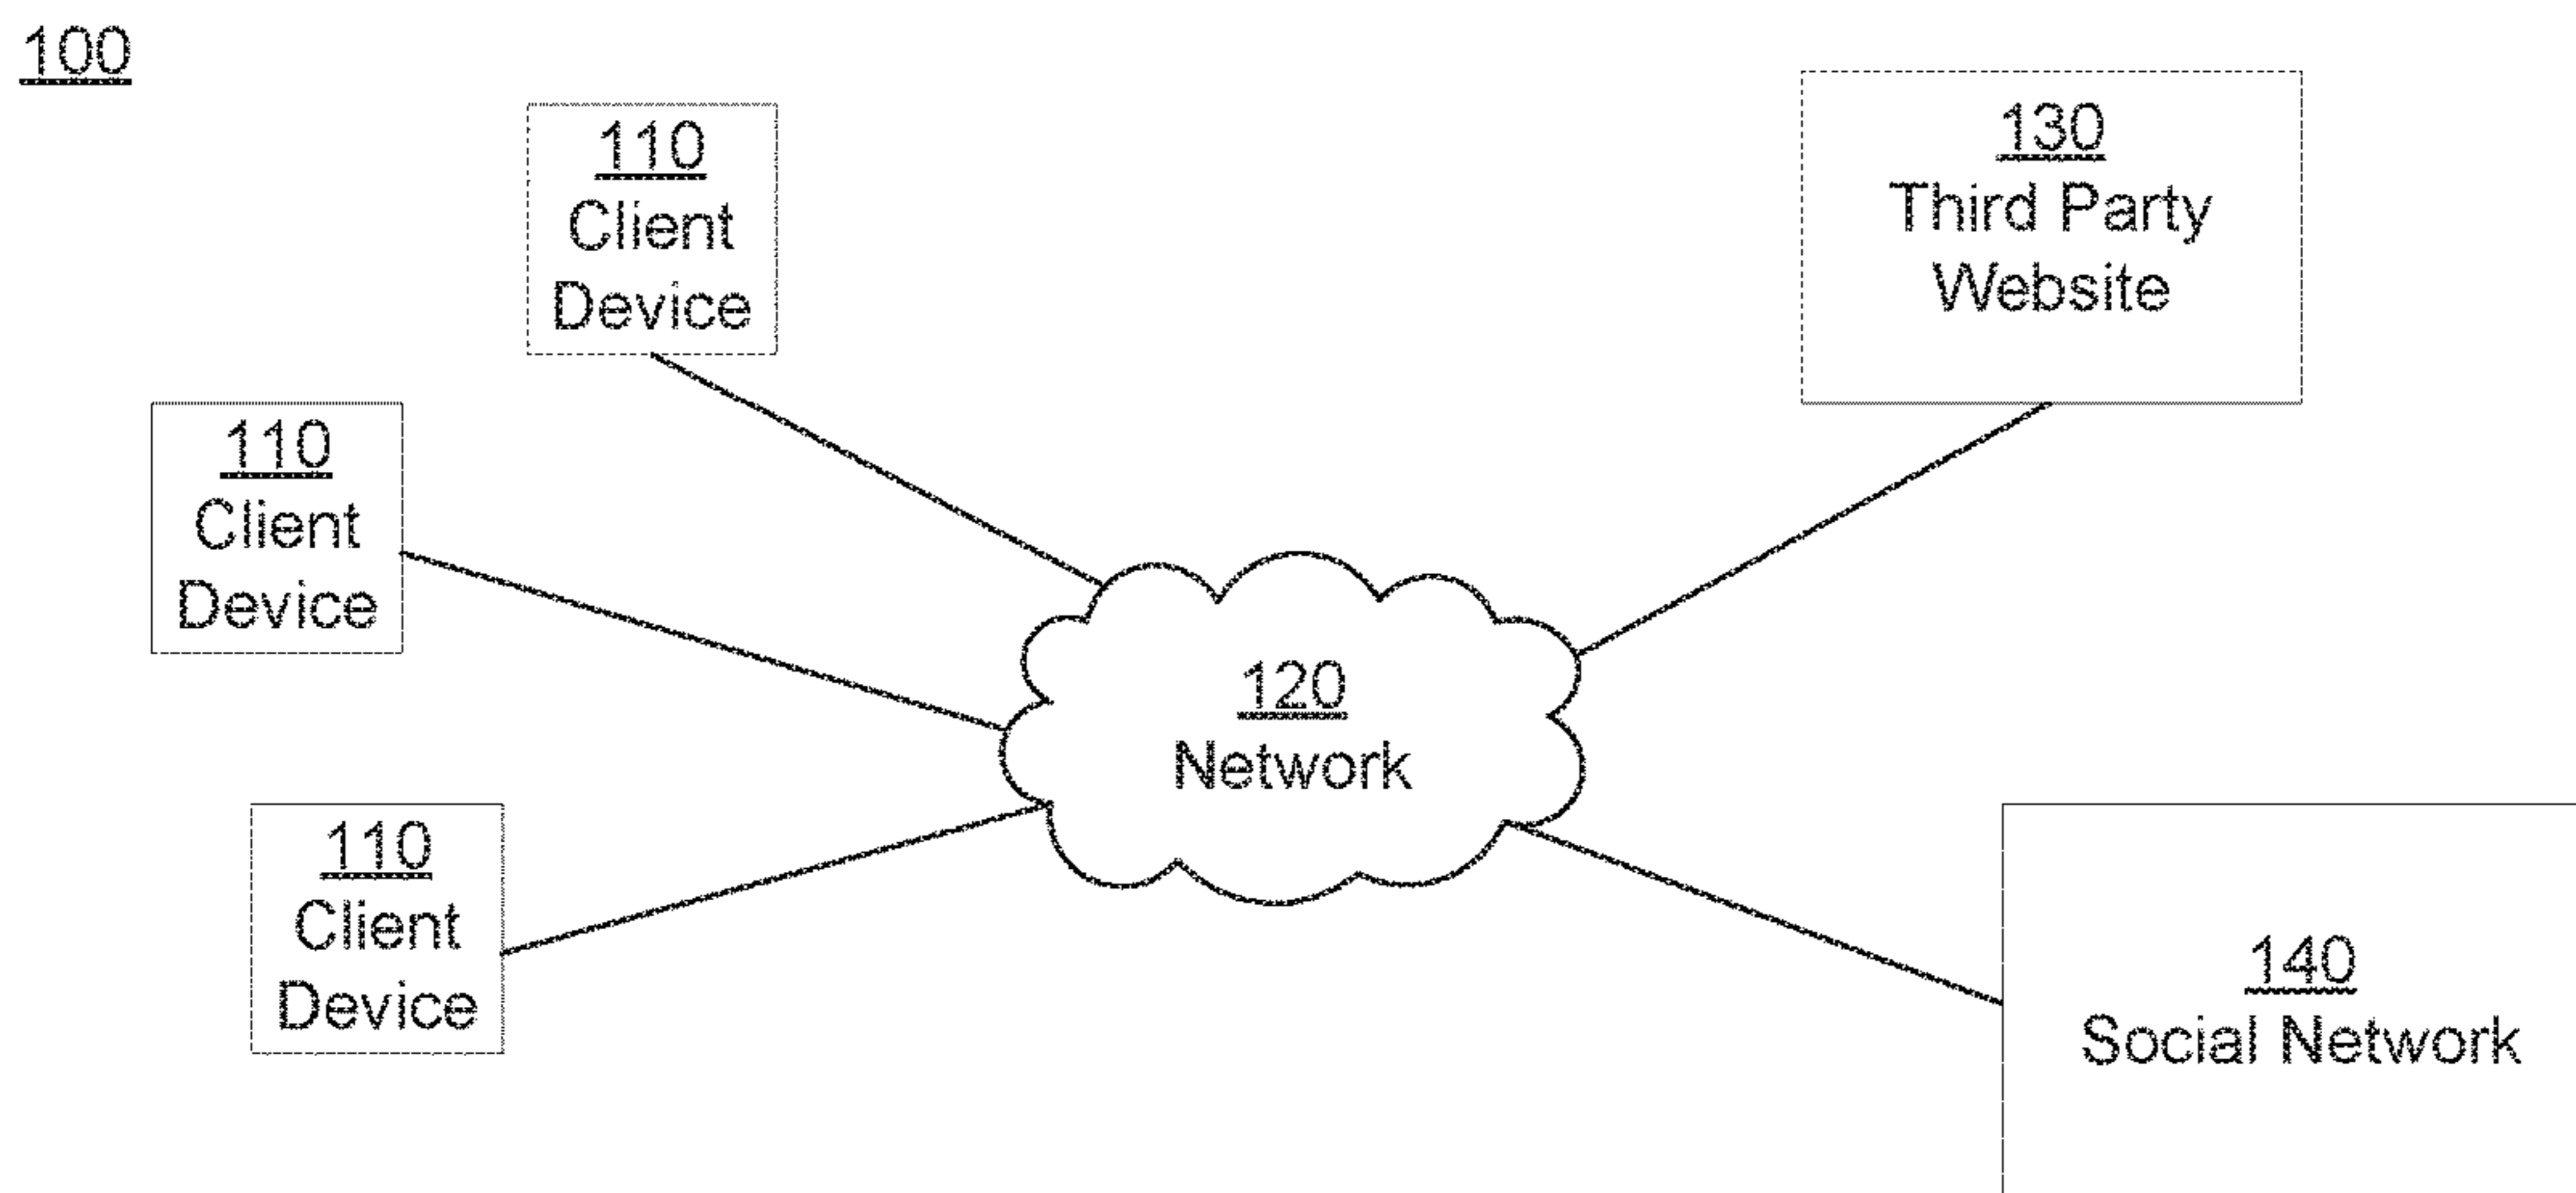 100
110
Client
Device
130
Third Party
Website
110
Client
Device
120
Network
110
Client
Device
140
Social Network